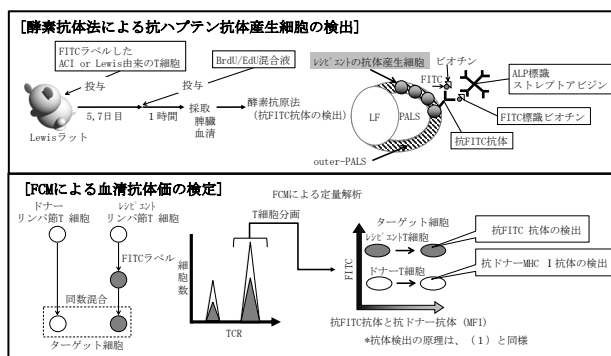 [酵素抗体法による抗ハプテン抗体産生細胞の検出]
FITCラベルした
ACI or Lewis由来のT細胞
BrdU/EdU混合液
投与
投与
Lewisラット
5,7日目
1時間
採取
脾臓
血清
酵素抗原法
(抗FITC抗体の検出)
レシピエントの抗体産生細胞
ビオチン
FITC
ALP標識
ストレプトアビジン
LF
PALS
FITC標識ビオチン
抗FITC抗体
outer-PALS
[FCMによる血清抗体価の検定]
ドナー
リンパ節T 細胞
レシピエント
リンパ節T 細胞
FITCラベル
同数混合
ターゲット細胞
FCMによる定量解析
T細胞分画
細胞数
TCR
FITC
ターゲット細胞
レシピエントT細胞
ドナーT細胞
抗FITC 抗体の検出
抗ドナーMHC Ⅰ抗体の検出
抗FITC抗体と抗ドナー抗体 (MFI)
*抗体検出の原理は、(1)と同様